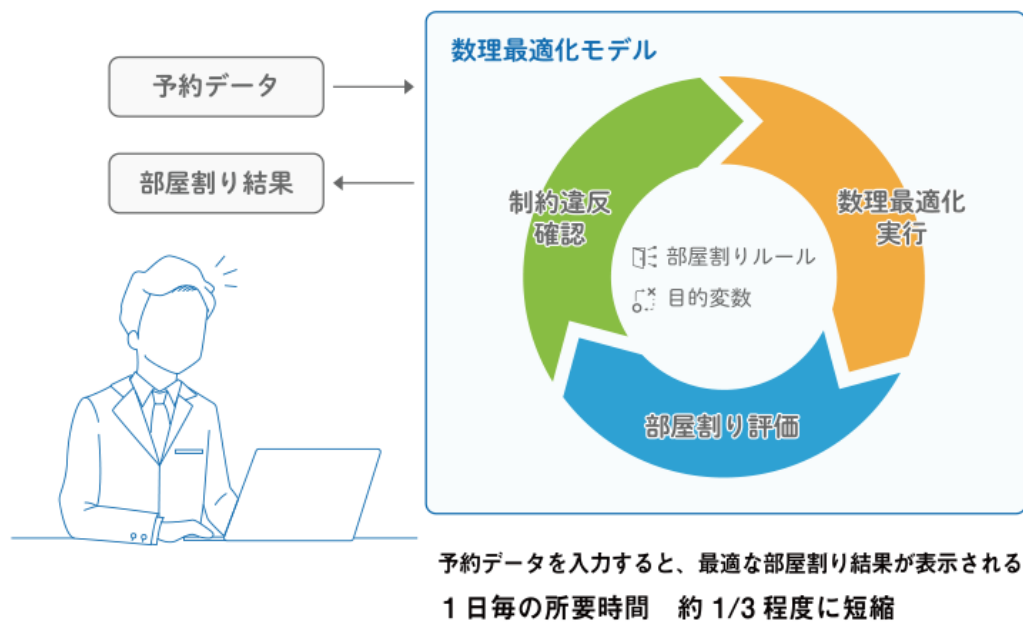 数理最適化モデル
予約データ
部屋割り結果
制約違反
確認
数理最適化
実行
部屋割りルール
目的変数
部屋割り評価
予約データを入力すると、最適な部屋割り結果が表示される
1日毎の所要時間　約1/3程度に短縮